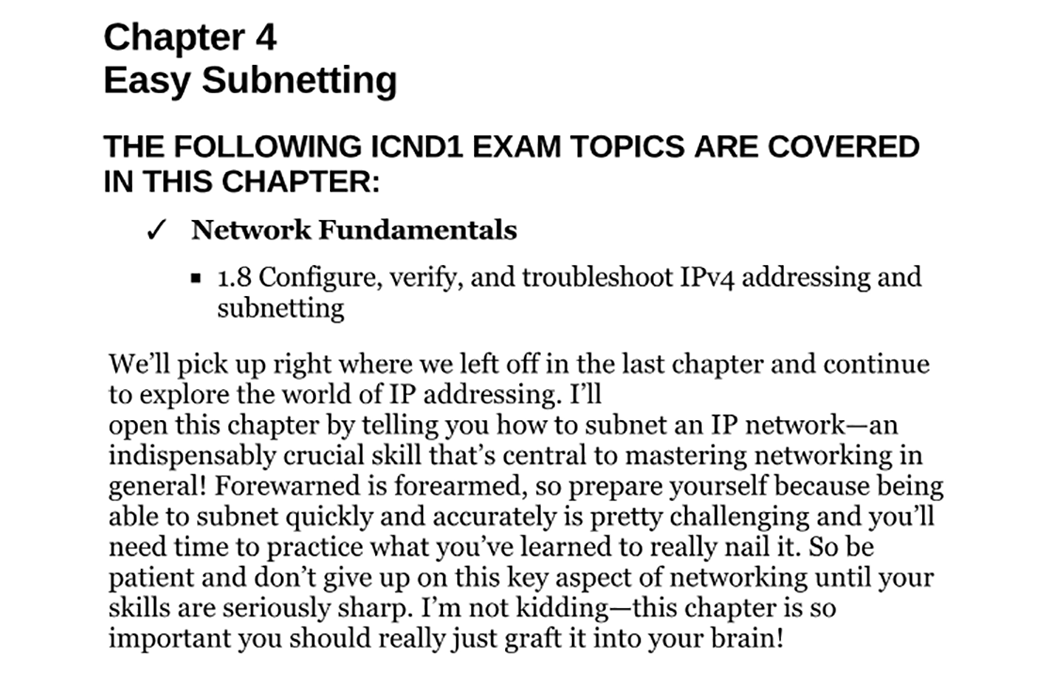 Chapter 4
Easy Subnetting
THE FOLLOWING ICND1 EXAM TOPICS ARE COVERED
IN THIS CHAPTER:
✓ Network Fundamentals
▪ 1.8 Configure, verify, and troubleshoot IPv4 addressing and
subnetting
We’ll pick up right where we left off in the last chapter and continue
to explore the world of IP addressing. I’ll
open this chapter by telling you how to subnet an IP network—an
indispensably crucial skill that’s central to mastering networking in
general! Forewarned is forearmed, so prepare yourself because being
able to subnet quickly and accurately is pretty challenging and you’ll
need time to practice what you’ve learned to really nail it. So be
patient and don’t give up on this key aspect of networking until your
skills are seriously sharp. I’m not kidding—this chapter is so
important you should really just graft it into your brain!